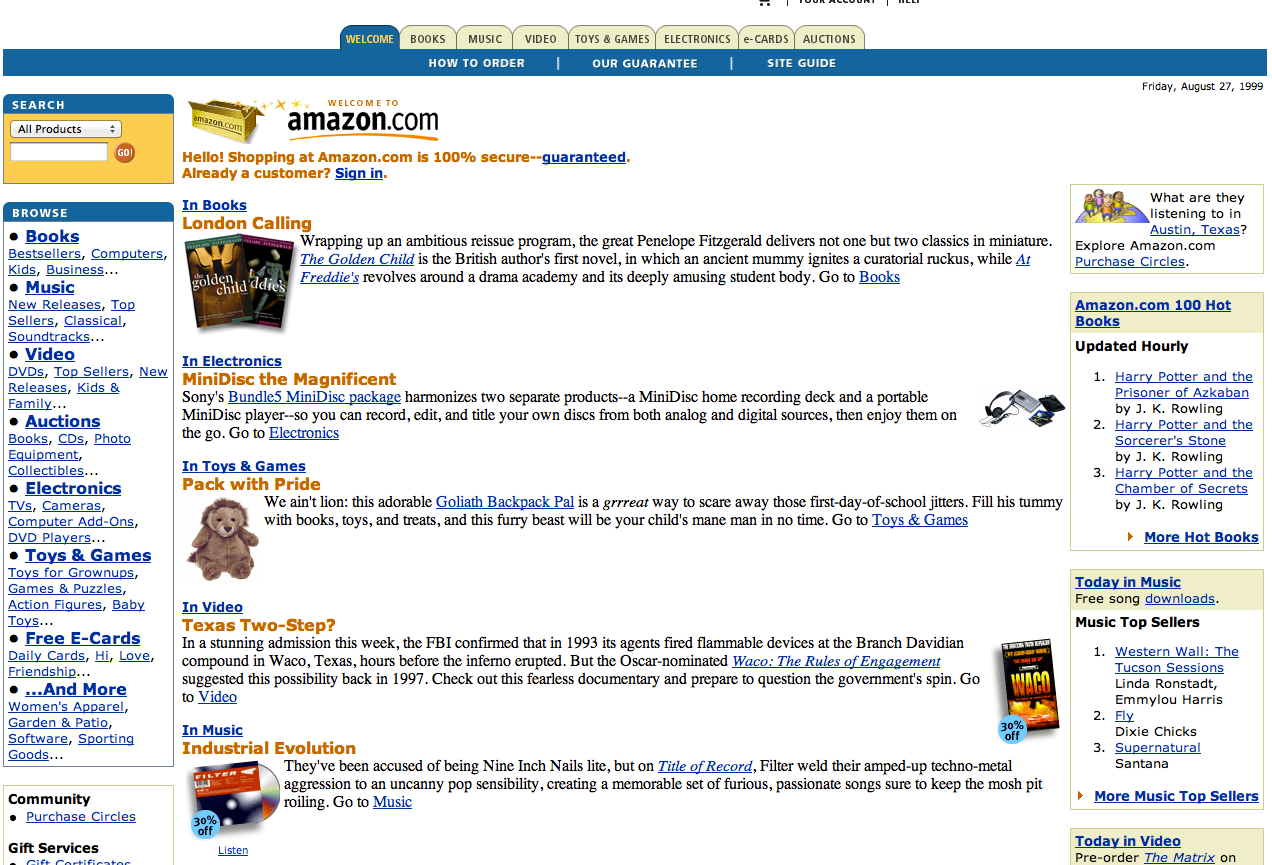 YOUR ACCOUNT | HELP
WELCOME
BOOKS
MUSIC
VIDEO
TOYS & GAMES
ELECTRONICS
e-CARDS
AUCTIONS
HOW TO ORDER | OUR GUARANTEE | SITE GUIDE
Friday, August 27, 1999
SEARCH
All Products
GO!
BROWSE
• Books
Bestsellers, Computers,
Kids, Business...
• Music
New Releases, Top
Sellers, Classical,
Soundtracks...
• Video
DVDs, Top Sellers, New
Releases, Kids &
Family...
• Auctions
Books, CDs, Photo
Equipment,
Collectibles...
• Electronics
TVs, Cameras,
Computer Add-Ons,
DVD Players...
• Toys & Games
Toys for Grownups,
Games & Puzzles,
Action Figures, Baby
Toys...
• Free E-Cards
Daily Cards, Hi, Love,
Friendship...
• ...And More
Women's Apparel,
Garden & Patio,
Software, Sporting
Goods...
Community
• Purchase Circles
Gift Services
• Gift Certificates
amazon.com
WELCOME TO
amazon.com
Hello! Shopping at Amazon.com is 100% secure--guaranteed.
Already a customer? Sign in.
In Books
London Calling
the golden child
ddie's
Wrapping up an ambitious reissue program, the great Penelope Fitzgerald delivers not one but two classics in miniature.
The Golden Child is the British author's first novel, in which an ancient mummy ignites a curatorial ruckus, while At
Freddie's revolves around a drama academy and its deeply amusing student body. Go to Books
In Electronics
MiniDisc the Magnificent
Sony's Bundle5 MiniDisc package harmonizes two separate products--a MiniDisc home recording deck and a portable
MiniDisc player--so you can record, edit, and title your own discs from both analog and digital sources, then enjoy them on
the go. Go to Electronics
In Toys & Games
Pack with Pride
We ain't lion: this adorable Goliath Backpack Pal is a grrreat way to scare away those first-day-of-school jitters. Fill his tummy
with books, toys, and treats, and this furry beast will be your child's mane man in no time. Go to Toys & Games
In Video
Texas Two-Step?
In a stunning admission this week, the FBI confirmed that in 1993 its agents fired flammable devices at the Branch Davidian
compound in Waco, Texas, hours before the inferno erupted. But the Oscar-nominated Waco: The Rules of Engagement
suggested this possibility back in 1997. Check out this fearless documentary and prepare to question the government's spin. Go
to Video
WACO
30%
off
In Music
Industrial Evolution
FILTER
30%
off
They've been accused of being Nine Inch Nails lite, but on Title of Record, Filter weld their amped-up techno-metal
aggression to an uncanny pop sensibility, creating a memorable set of furious, passionate songs sure to keep the mosh pit
roiling. Go to Music
Listen
What are they
listening to in
Austin, Texas?
Explore Amazon.com
Purchase Circles.
Amazon.com 100 Hot
Books
Updated Hourly
1. Harry Potter and the
Prisoner of Azkaban
by J. K. Rowling
2. Harry Potter and the
Sorcerer's Stone
by J. K. Rowling
3. Harry Potter and the
Chamber of Secrets
by J. K. Rowling
More Hot Books
Today in Music
Free song downloads.
Music Top Sellers
1. Western Wall: The
Tucson Sessions
Linda Ronstadt,
Emmylou Harris
2. Fly
Dixie Chicks
3. Supernatural
Santana
More Music Top Sellers
Today in Video
Pre-order The Matrix on